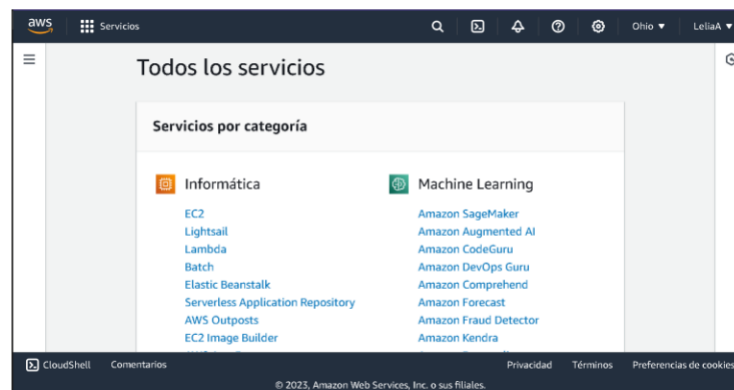 aws Servicios Ohio LeliaA
Todos los servicios
Servicios por categoría
Informática
EC2
Lightsail
Lambda
Batch
Elastic Beanstalk
Serverless Application Repository
AWS Outposts
EC2 Image Builder
Machine Learning
Amazon SageMaker
Amazon Augmented AI
Amazon CodeGuru
Amazon DevOps Guru
Amazon Comprehend
Amazon Forecast
Amazon Fraud Detector
Amazon Kendra
CloudShell Comentarios Privacidad Términos Preferencias de cookies
© 2023, Amazon Web Services, Inc. o sus filiales.